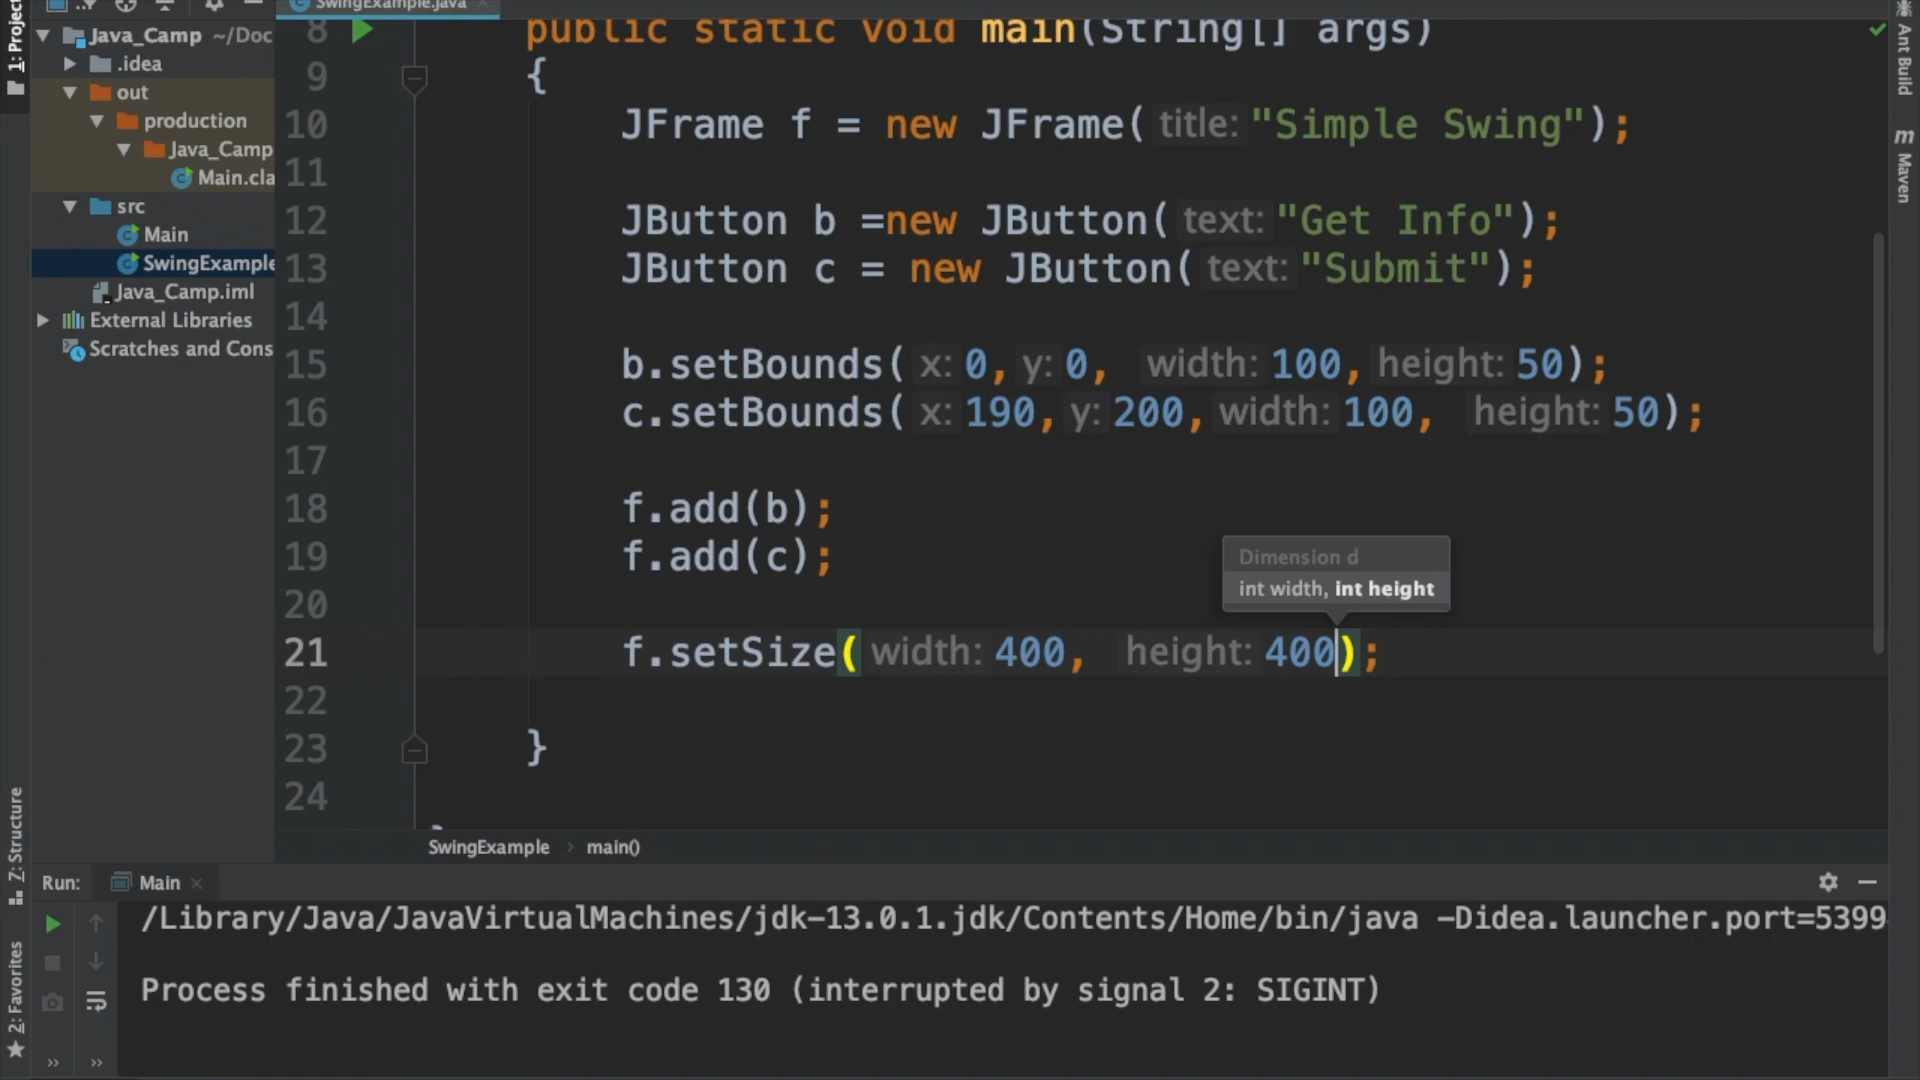 1: Project
Java_Camp ~/Doc
.idea
out
production
Java_Camp
Main.cla
src
Main
SwingExample
Java_Camp.iml
External Libraries
Scratches and Cons
SwingExample.java
8 public static void main(String[] args)
9 {
10 JFrame f = new JFrame( title: "Simple Swing");
11
12 JButton b =new JButton( text: "Get Info");
13 JButton c = new JButton( text: "Submit");
14
15 b.setBounds( x: 0, y: 0, width: 100, height: 50);
16 c.setBounds( x: 190, y: 200, width: 100, height: 50);
17
18 f.add(b);
19 f.add(c);
Dimension d
int width, int height
20
21 f.setSize( width: 400, height: 400);
22
23 }
24
SwingExample › main()
Ant Build
m Maven
Z: Structure
2: Favorites
Run: Main
/Library/Java/JavaVirtualMachines/jdk-13.0.1.jdk/Contents/Home/bin/java -Didea.launcher.port=5399
Process finished with exit code 130 (interrupted by signal 2: SIGINT)